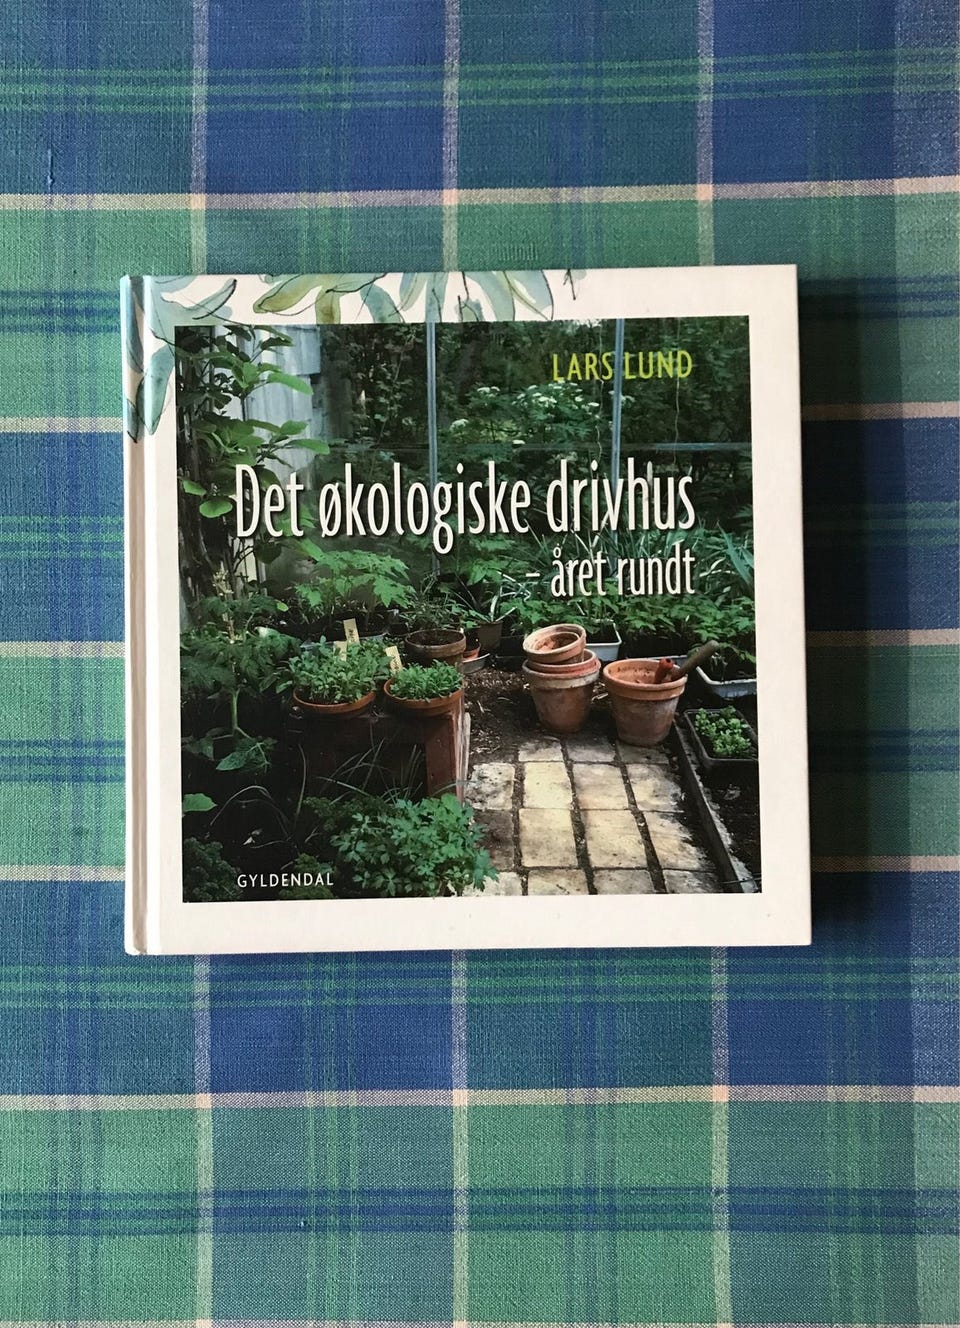 LARS LUND
Det økologiske drivhus
– året rundt
GYLDENDAL